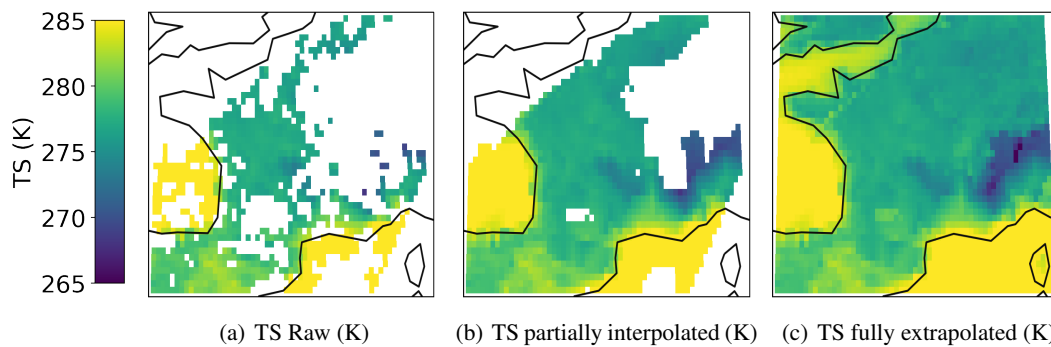 285
280
275
270
265
TS (K)
(a) TS Raw (K)
(b) TS partially interpolated (K)
(c) TS fully extrapolated (K)